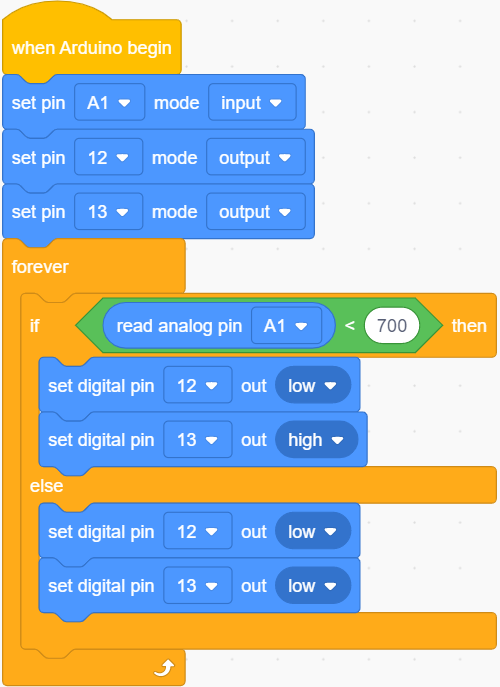 when Arduino begin
set pin A1 mode input
set pin 12 mode output
set pin 13 mode output
forever
if read analog pin A1 < 700 then
set digital pin 12 out low
set digital pin 13 out high
else
set digital pin 12 out low
set digital pin 13 out low